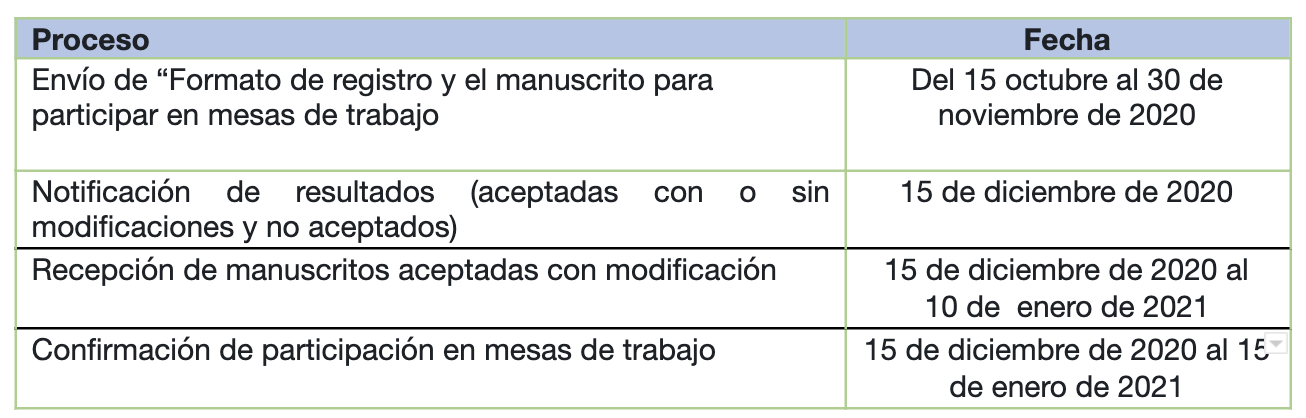 Proceso
Fecha
Envío de “Formato de registro y el manuscrito para
participar en mesas de trabajo
Del 15 octubre al 30 de
noviembre de 2020
Notificación de resultados (aceptadas con o sin
modificaciones y no aceptados)
15 de diciembre de 2020
Recepción de manuscritos aceptadas con modificación
15 de diciembre de 2020 al
10 de  enero de 2021
Confirmación de participación en mesas de trabajo
15 de diciembre de 2020 al 15
de enero de 2021